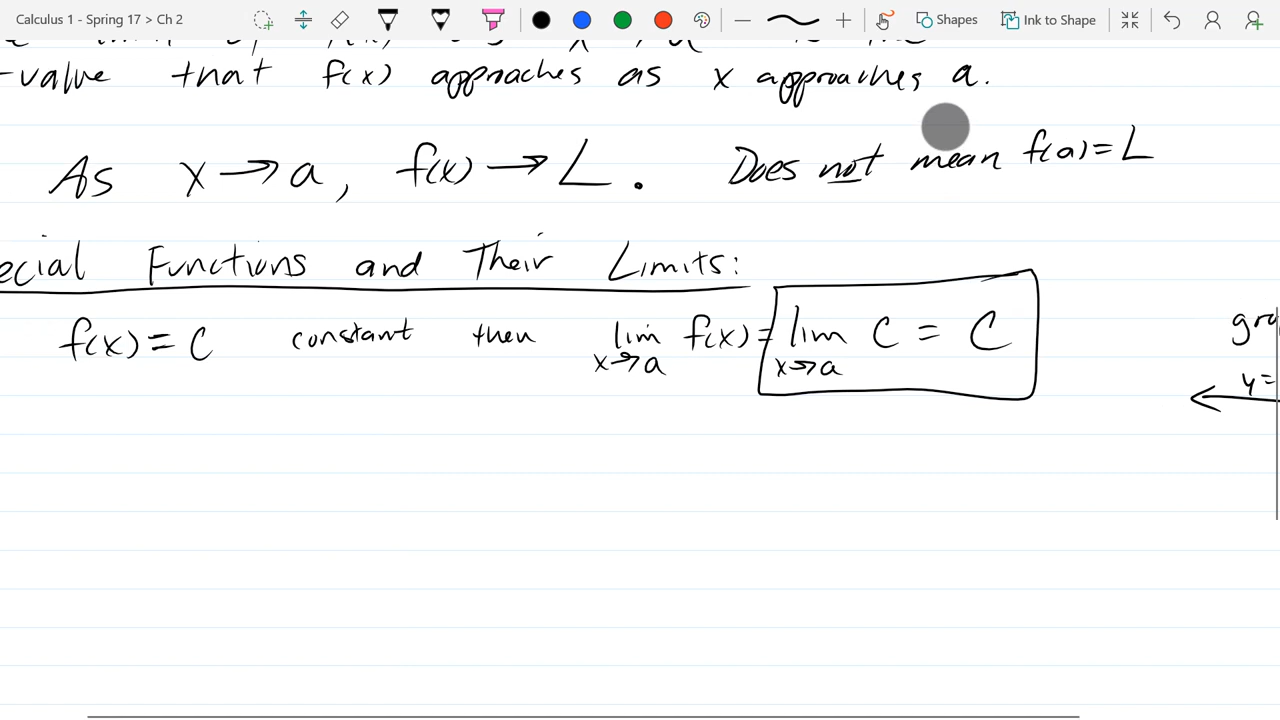 Calculus 1 - Spring 17 > Ch 2
Shapes
Ink to Shape
-value that f(x) approaches as x approaches a.
As x → a, f(x) → L.
Does not mean f(a) = L
ecial Functions and Their Limits:
f(x) = C constant then lim x→a f(x) = lim x→a C = C
y=